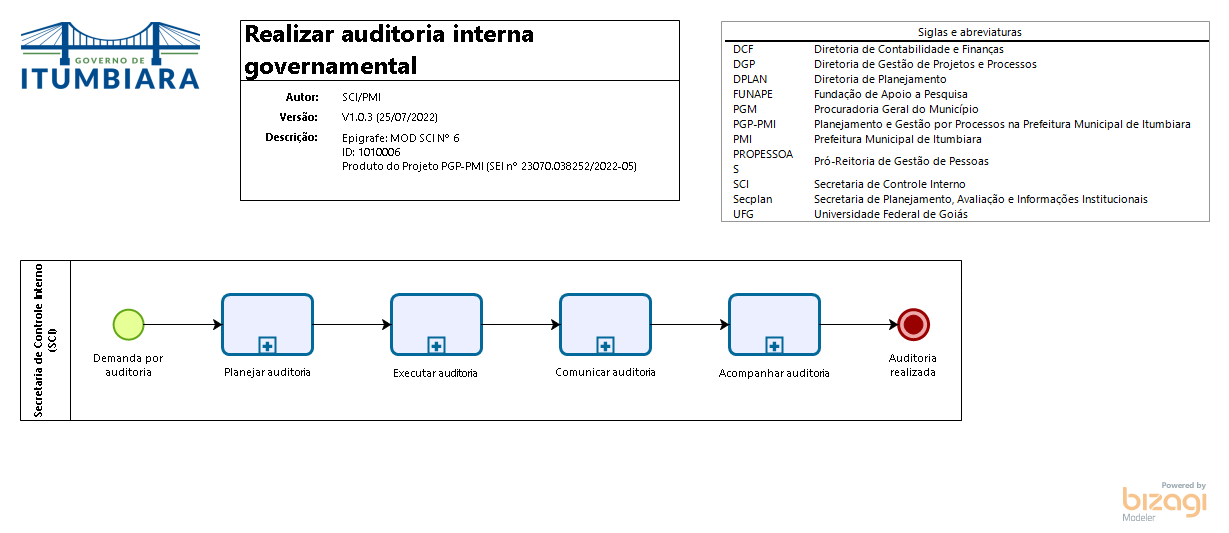 GOVERNO DE
ITUMBIARA
Realizar auditoria interna
governamental
Autor: SCI/PMI
Versão: V1.0.3 (25/07/2022)
Descrição: Epigrafe: MOD SCI Nº 6
ID: 1010006
Produto do Projeto PGP-PMI (SEI nº 23070.038252/2022-05)
Siglas e abreviaturas
DCF Diretoria de Contabilidade e Finanças
DGP Diretoria de Gestão de Projetos e Processos
DPLAN Diretoria de Planejamento
FUNAPE Fundação de Apoio a Pesquisa
PGM Procuradoria Geral do Município
PGP-PMI Planejamento e Gestão por Processos na Prefeitura Municipal de Itumbiara
PMI Prefeitura Municipal de Itumbiara
PROPESSOA
S
Pró-Reitoria de Gestão de Pessoas
SCI Secretaria de Controle Interno
Secplan Secretaria de Planejamento, Avaliação e Informações Institucionais
UFG Universidade Federal de Goiás
Secretaria de Controle Interno
(SCI)
Demanda por
auditoria
Planejar auditoria
Executar auditoria
Comunicar auditoria
Acompanhar auditoria
Auditoria
realizada
Powered by
bizagi
Modeler